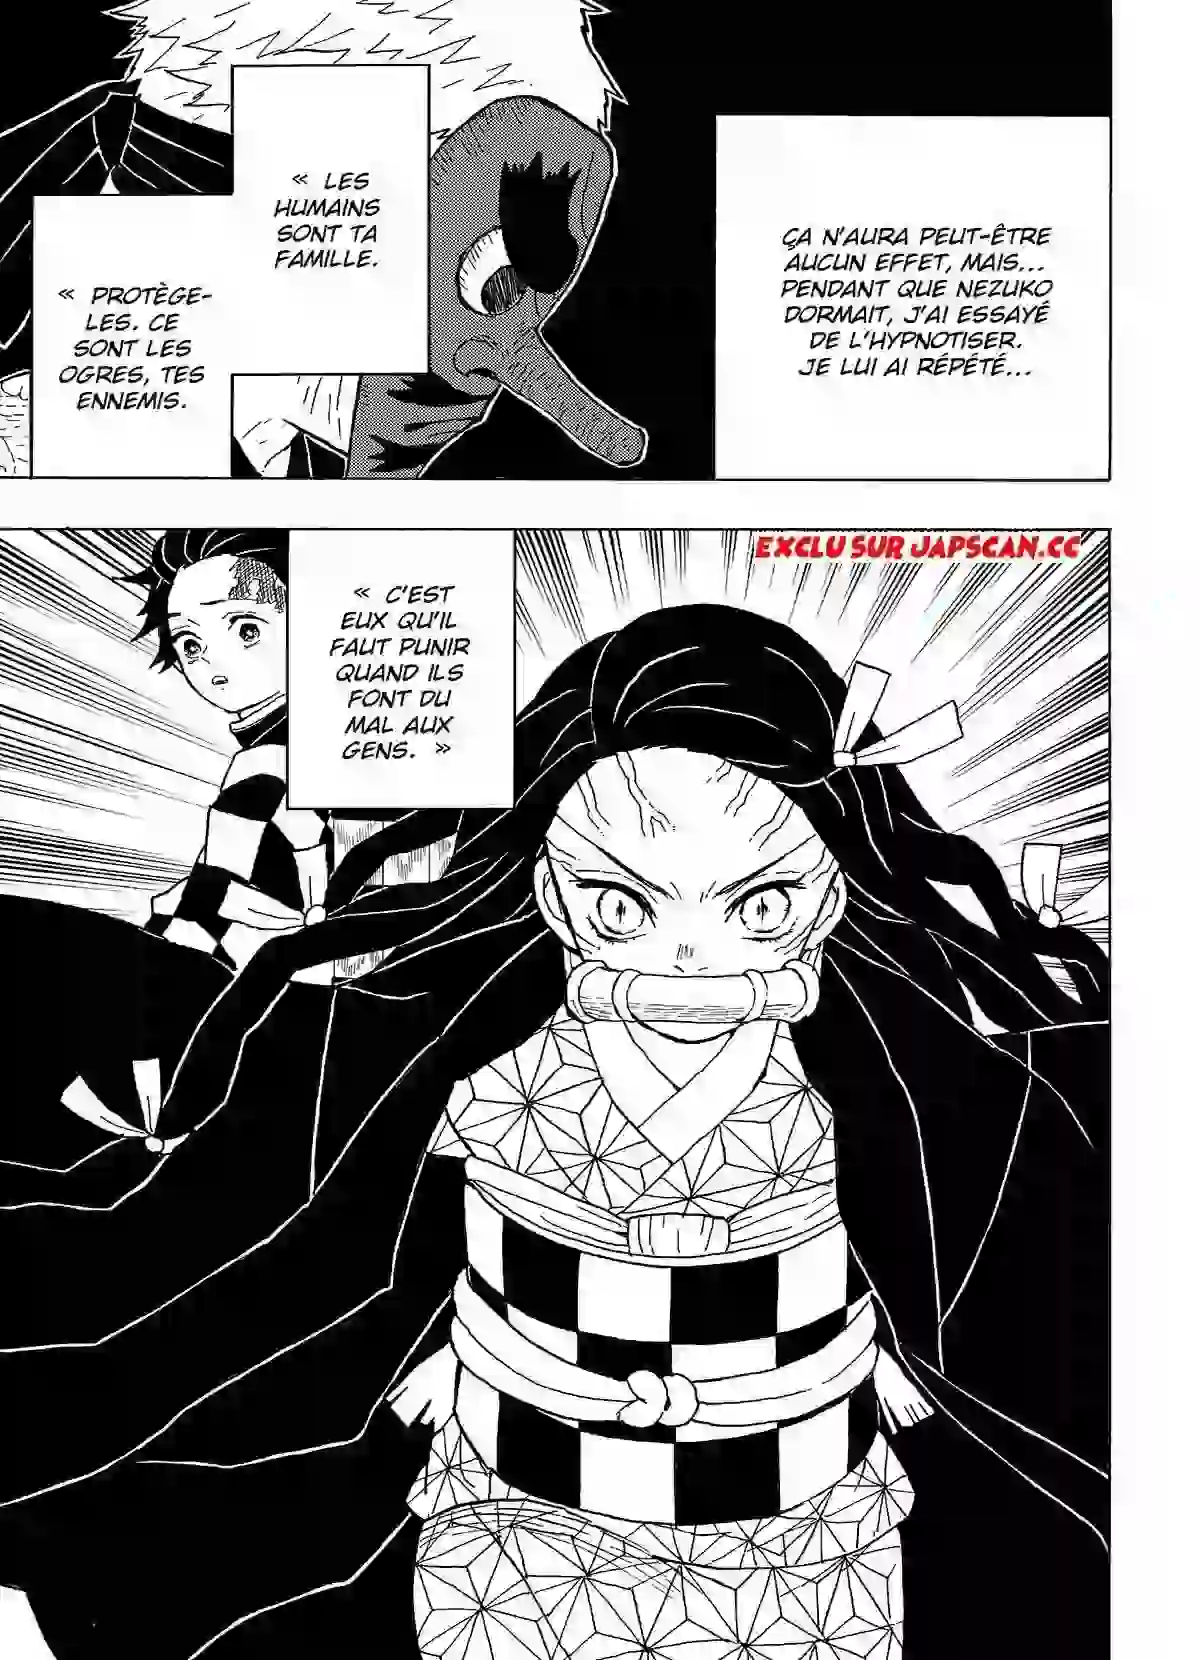 ÇA N'AURA PEUT-ÊTRE
AUCUN EFFET, MAIS...
PENDANT QUE NEZUKO
DORMAIT, J'AI ESSAYÉ
DE L'HYPNOTISER.
JE LUI AI RÉPÉTÉ...
« LES
HUMAINS
SONT TA
FAMILLE.
« PROTÈGE-
LES. CE
SONT LES
OGRES, TES
ENNEMIS.
EXCLU SUR JAPSCAN.CC
« C'EST
EUX QU'IL
FAUT PUNIR
QUAND ILS
FONT DU
MAL AUX
GENS. »